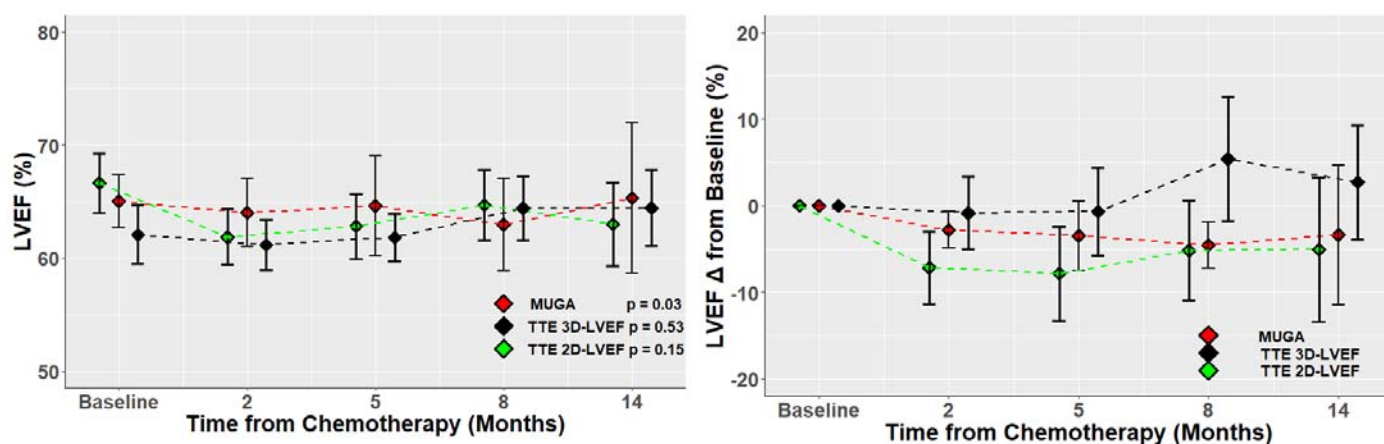 LVEF (%)
80
70
60
50
MUGA p = 0.03
TTE 3D-LVEF p = 0.53
TTE 2D-LVEF p = 0.15
Baseline 2 5 8 14
Time from Chemotherapy (Months)
LVEF Δ from Baseline (%)
20
10
0
-10
-20
MUGA
TTE 3D-LVEF
TTE 2D-LVEF
Baseline 2 5 8 14
Time from Chemotherapy (Months)